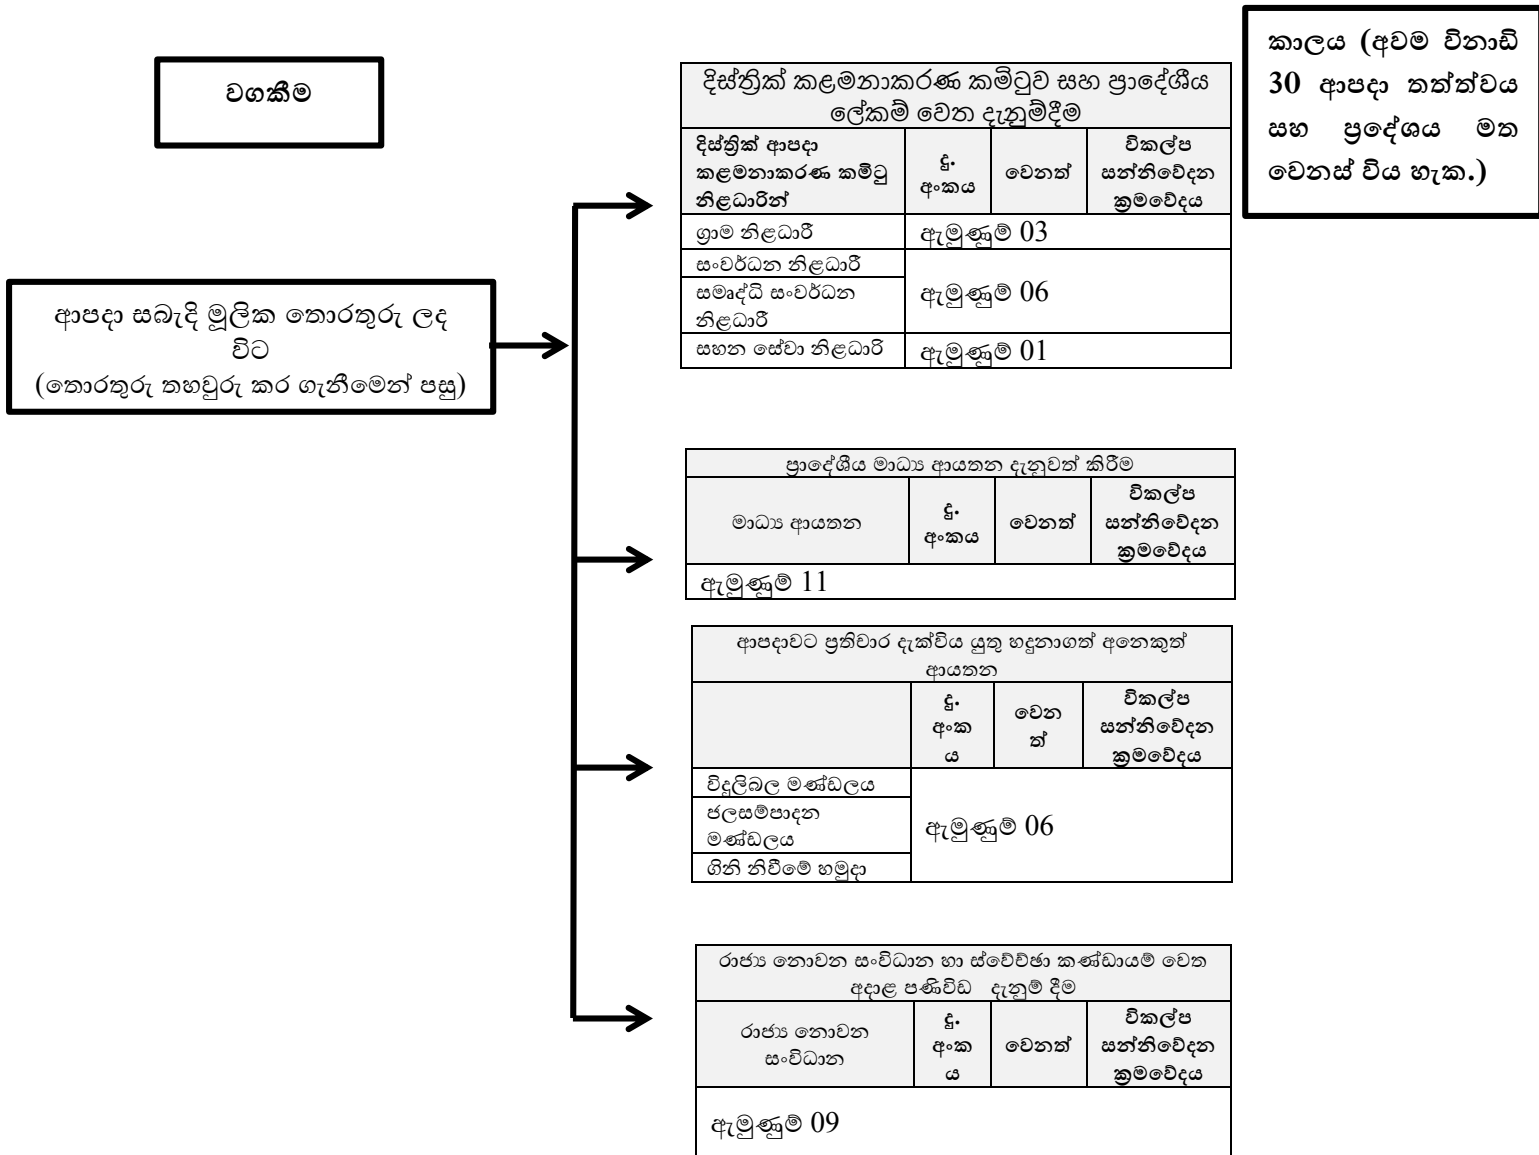 වගකීම
කාලය (අවම විනාඩි
30 ආපදා තත්ත්වය
සහ ප්‍රදේශය මත
වෙනස් විය හැක.)
ආපදා සබැදි මූලික තොරතුරු ලද
විට
(තොරතුරු තහවුරු කර ගැනීමෙන් පසු)
දිස්ත්‍රික් කළමනාකරණ කමිටුව සහ ප්‍රාදේශීය
ලේකම් වෙත දැනුම්දීම
දිස්ත්‍රික් ආපදා
කළමනාකරණ කමිටු
නිළධාරින්
දු.
අංකය
වෙනත්
විකල්ප
සන්නිවේදන
ක්‍රමවේදය
ග්‍රාම නිළධාරී
ඇමුණුම් 03
සංවර්ධන නිළධාරී
සමෘද්ධි සංවර්ධන
නිළධාරී
ඇමුණුම් 06
සහන සේවා නිළධාරි
ඇමුණුම් 01
ප්‍රාදේශීය මාධ්‍ය ආයතන දැනුවත් කිරීම
මාධ්‍ය ආයතන
දු.
අංකය
වෙනත්
විකල්ප
සන්නිවේදන
ක්‍රමවේදය
ඇමුණුම් 11
ආපදාවට ප්‍රතිචාර දැක්විය යුතු හදුනාගත් අනෙකුත්
ආයතන
දු.
අංක
ය
වෙන
ත්
විකල්ප
සන්නිවේදන
ක්‍රමවේදය
විදුලිබල මණ්ඩලය
ජලසම්පාදන
මණ්ඩලය
ගිනි නිවීමේ හමුදා
ඇමුණුම් 06
රාජ්‍ය නොවන සංවිධාන හා ස්වේච්ඡා කණ්ඩායම් වෙත
අදාළ පණිවිඩ දැනුම් දීම
රාජ්‍ය නොවන
සංවිධාන
දු.
අංක
ය
වෙනත්
විකල්ප
සන්නිවේදන
ක්‍රමවේදය
ඇමුණුම් 09